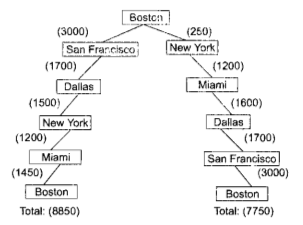 Boston
(3000) (250)
San Francisco New York
(1700) (1200)
Dallas Miami
(1500) (1600)
New York Dallas
(1200) (1700)
Miami San Francisco
(1450) (3000)
Boston Boston
Total: (8850) Total: (7750)